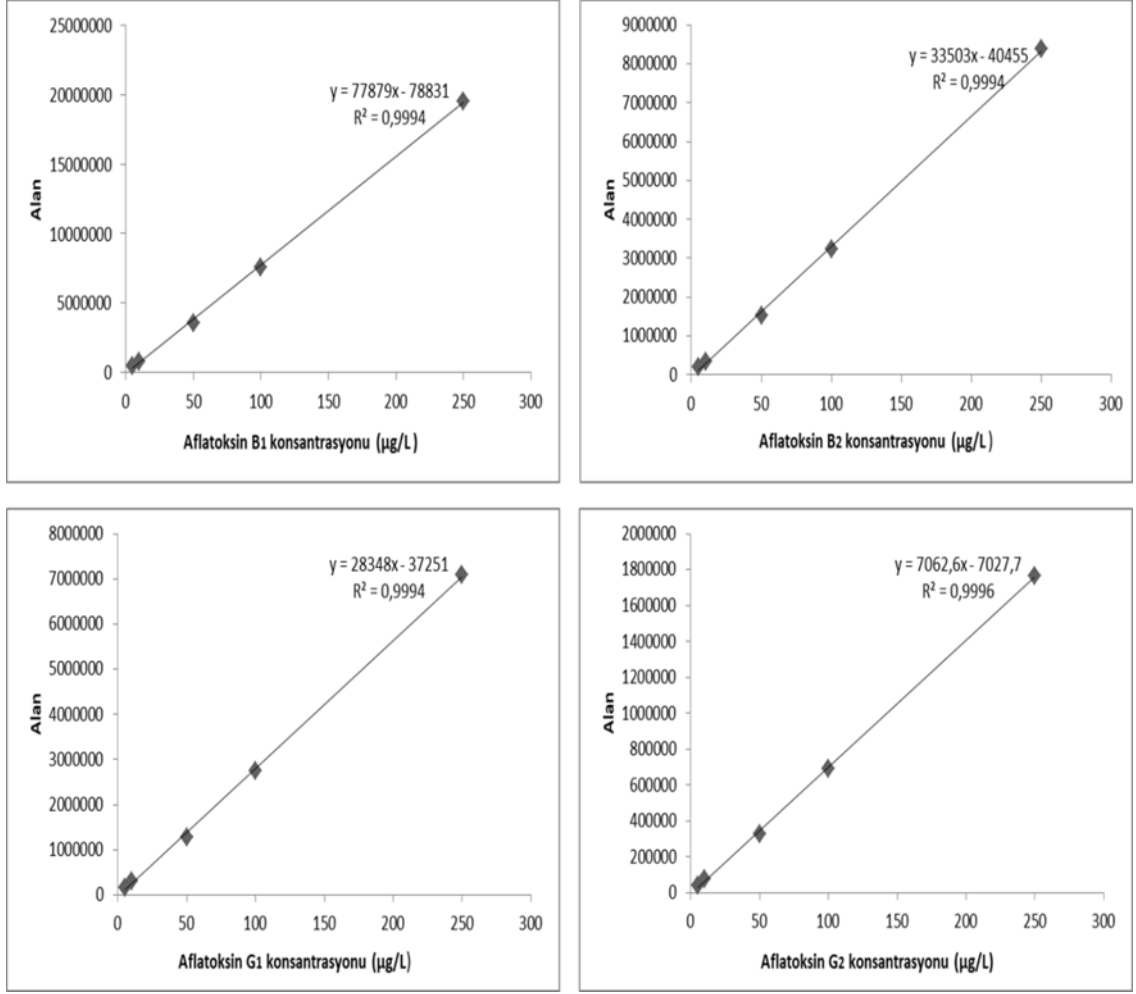 25000000
20000000
15000000
10000000
5000000
0
0 50 100 150 200 250 300
Alan
y = 77879x - 78831
R² = 0,9994
Aflatoksin B1 konsantrasyonu (µg/L)
9000000
8000000
7000000
6000000
5000000
4000000
3000000
2000000
1000000
0
0 50 100 150 200 250 300
Alan
y = 33503x - 40455
R² = 0,9994
Aflatoksin B2 konsantrasyonu (µg/L)
8000000
7000000
6000000
5000000
4000000
3000000
2000000
1000000
0
0 50 100 150 200 250 300
Alan
y = 28348x - 37251
R² = 0,9994
Aflatoksin G1 konsantrasyonu (µg/L)
2000000
1800000
1600000
1400000
1200000
1000000
800000
600000
400000
200000
0
0 50 100 150 200 250 300
Alan
y = 7062,6x - 7027,7
R² = 0,9996
Aflatoksin G2 konsantrasyonu (µg/L)